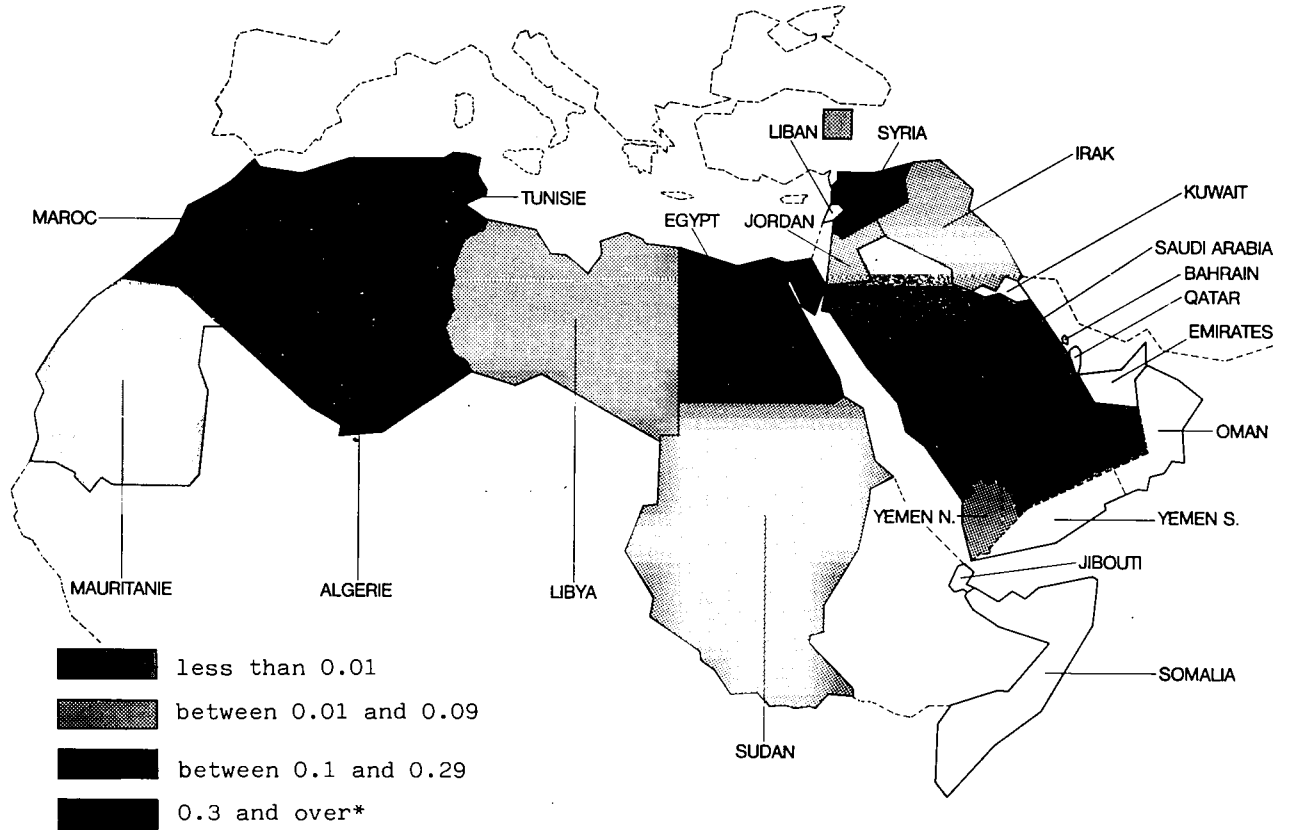 LIBAN
SYRIA
IRAK
TUNISIE
KUWAIT
MAROC
EGYPT
JORDAN
SAUDI ARABIA
BAHRAIN
QATAR
EMIRATES
OMAN
YEMEN N.
YEMEN S.
JIBOUTI
MAURITANIE
ALGERIE
LIBYA
SOMALIA
SUDAN
less than 0.01
between 0.01 and 0.09
between 0.1 and 0.29
0.3 and over*